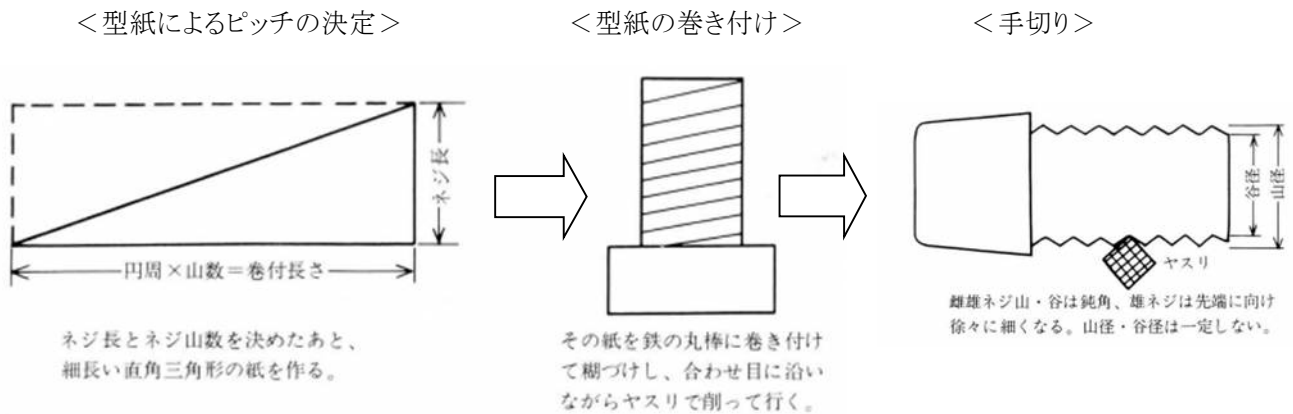 ＜型紙によるピッチの決定＞
＜型紙の巻き付け＞
＜手切り＞
ネジ長
円周×山数＝巻付長さ
ネジ長とネジ山数を決めたあと、
細長い直角三角形の紙を作る。
その紙を鉄の丸棒に巻き付け
て糊づけし、合わせ目に沿い
ながらヤスリで削って行く。
谷径
山径
ヤスリ
雌雄ネジ山・谷は鈍角、雄ネジは先端に向け
徐々に細くなる。山径・谷径は一定しない。